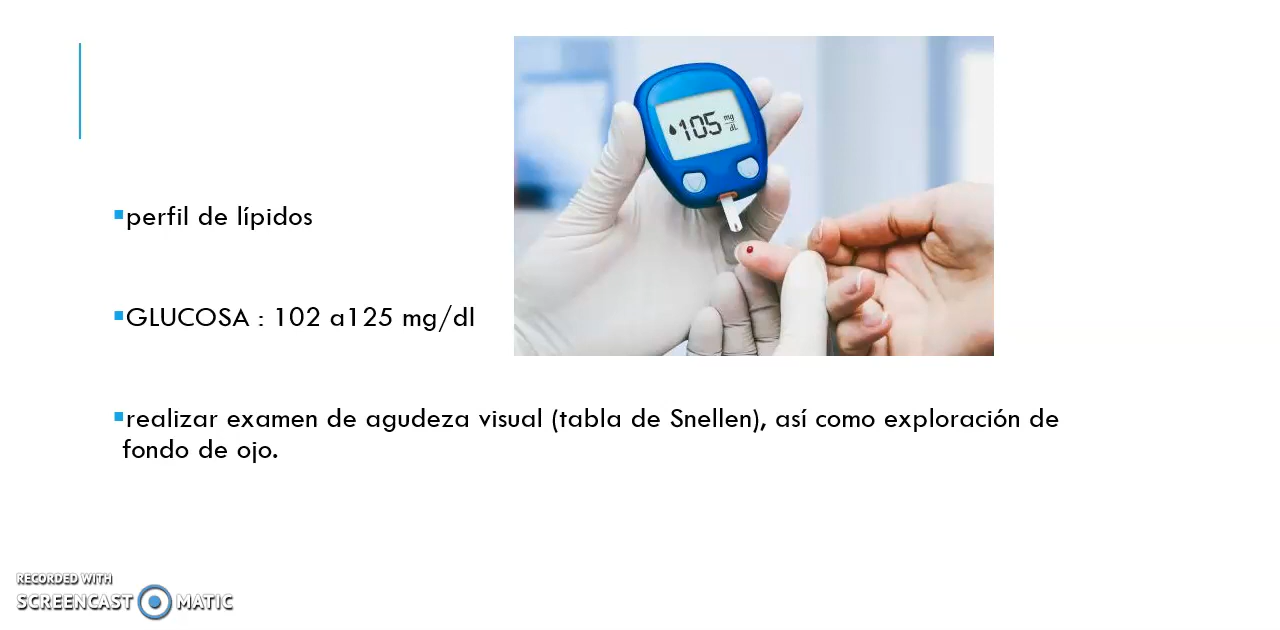 105 mg/dL
perfil de lípidos
GLUCOSA : 102 a125 mg/dl
realizar examen de agudeza visual (tabla de Snellen), así como exploración de
fondo de ojo.
RECORDED WITH
SCREENCAST MATIC